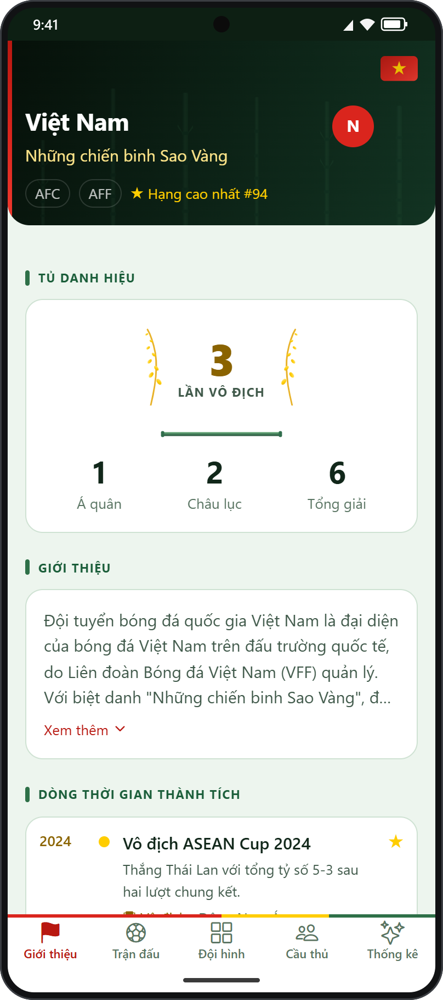 9:41
Việt Nam
N
Những chiến binh Sao Vàng
AFC AFF ★ Hạng cao nhất #94
TỦ DANH HIỆU
3
LẦN VÔ ĐỊCH
1 2 6
Á quân Châu lục Tổng giải
GIỚI THIỆU
Đội tuyển bóng đá quốc gia Việt Nam là đại diện
của bóng đá Việt Nam trên đấu trường quốc tế,
do Liên đoàn Bóng đá Việt Nam (VFF) quản lý.
Với biệt danh "Những chiến binh Sao Vàng", đ...
Xem thêm
DÒNG THỜI GIAN THÀNH TÍCH
2024 Vô địch ASEAN Cup 2024
Thắng Thái Lan với tổng tỷ số 5-3 sau
hai lượt chung kết.
Giới thiệu Trận đấu Đội hình Cầu thủ Thống kê